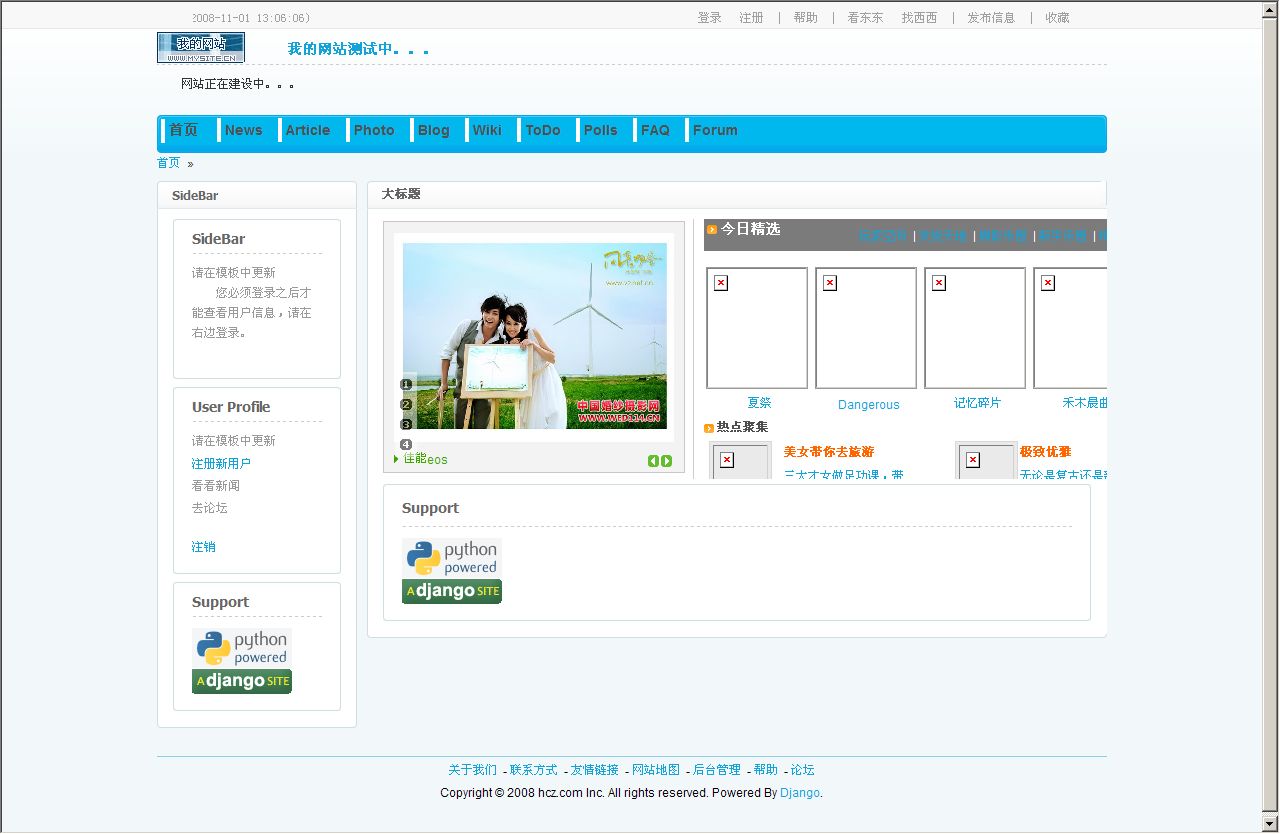 2008-11-01 13:06:06)
登录 注册 | 帮助 | 看东东 找西西 | 发布信息 | 收藏
我的网站
WWW.MYSITE.CN
我的网站测试中。。。
网站正在建设中。。。
首页 News Article Photo Blog Wiki ToDo Polls FAQ Forum
首页 »
SideBar
SideBar
请在模板中更新
您必须登录之后才
能查看用户信息，请在
右边登录。
User Profile
请在模板中更新
注册新用户
看看新闻
去论坛
注销
Support
python
powered
A django SITE
大标题
www.vznet.cn
中国婚纱摄影网
WWW.WED114.CN
1
2
3
4
佳能eos
今日精选
夏祭
Dangerous
记忆碎片
禾木晨曲
热点聚集
美女带你去旅游
三大才女做足功课，带
极致优雅
无论是复古还是
Support
python
powered
A django SITE
关于我们 - 联系方式 - 友情链接 - 网站地图 - 后台管理 - 帮助 - 论坛
Copyright © 2008 hcz.com Inc. All rights reserved. Powered By Django.